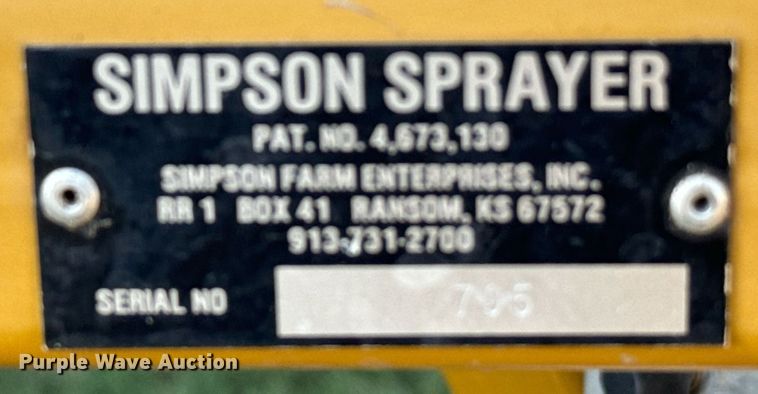 SIMPSON SPRAYER
PAT. NO. 4,673,130
SIMPSON FARM ENTERPRISES, INC.
RR 1 BOX 41 RANSOM, KS 67572
913-731-2700
SERIAL NO 795
Purple Wave Auction